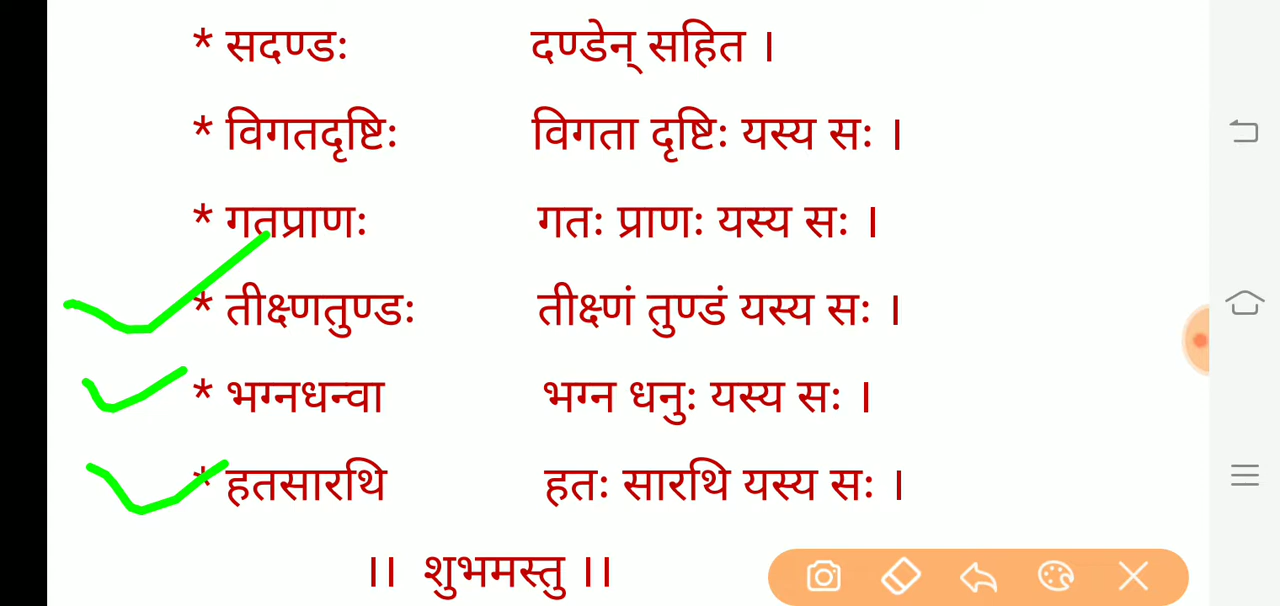 * सदण्डः दण्डेन् सहित ।
* विगतदृष्टिः विगता दृष्टिः यस्य सः ।
* गतप्राणः गतः प्राणः यस्य सः ।
* तीक्ष्णतुण्डः तीक्ष्णं तुण्डं यस्य सः ।
* भग्नधन्वा भग्न धनुः यस्य सः ।
* हतसारथि हतः सारथि यस्य सः ।
।। शुभमस्तु ।।